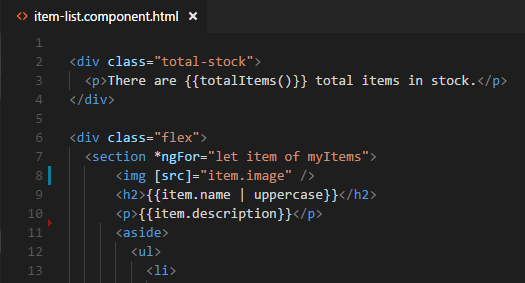 <> item-list.component.html ×
1
2 <div class="total-stock">
3 <p>There are {{totalItems()}} total items in stock.</p>
4 </div>
5
6 <div class="flex">
7 <section *ngFor="let item of myItems">
8 <img [src]="item.image" />
9 <h2>{{item.name | uppercase}}</h2>
10 <p>{{item.description}}</p>
11 <aside>
12 <ul>
13 <li>